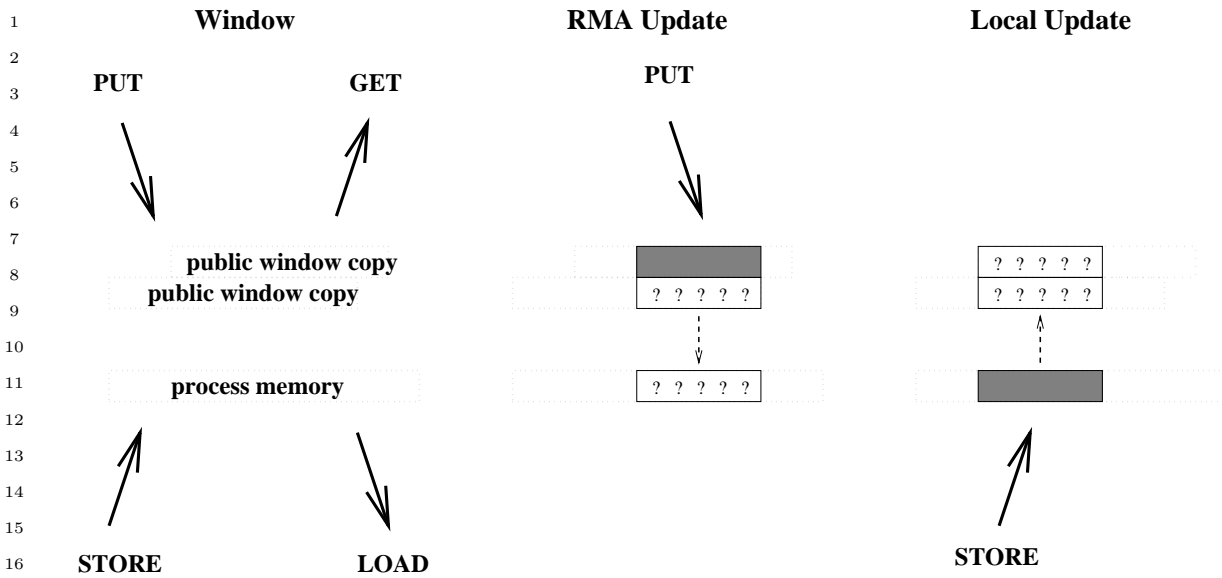 1 Window RMA Update Local Update
2
PUT GET PUT
3
4
5
6
7
public window copy ? ? ? ? ?
8
public window copy ? ? ? ? ? ? ? ? ? ?
9
10
11 process memory ? ? ? ? ?
12
13
14
15
16 STORE LOAD STORE